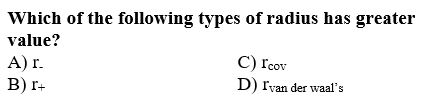 Which of the following types of radius has greater
value?
A) r- C) rcov
B) r+ D) rvan der waal's